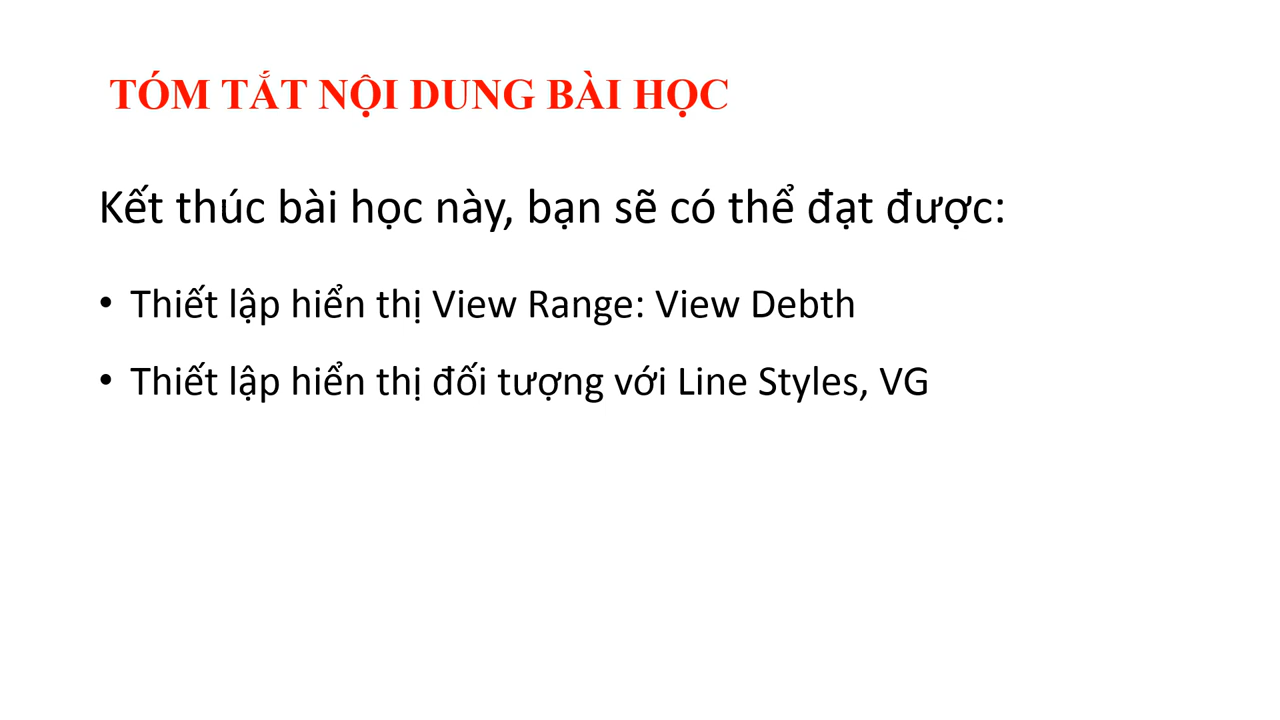 TÓM TẮT NỘI DUNG BÀI HỌC
Kết thúc bài học này, bạn sẽ có thể đạt được:
• Thiết lập hiển thị View Range: View Debth
• Thiết lập hiển thị đối tượng với Line Styles, VG